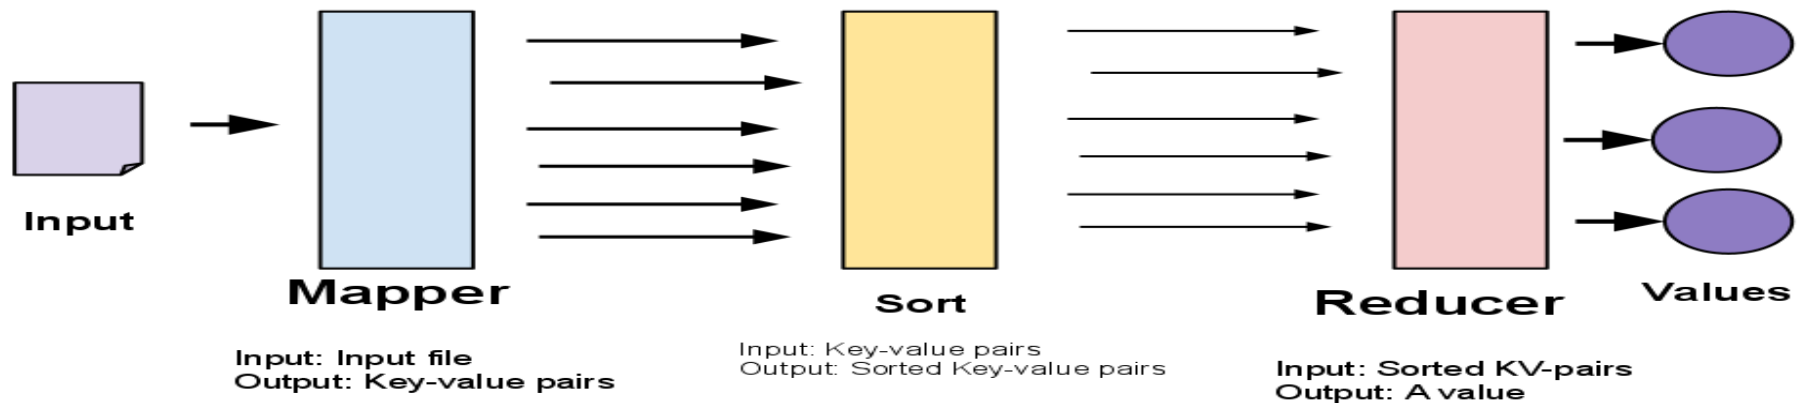 Input
Mapper
Input: Input file
Output: Key-value pairs
Sort
Input: Key-value pairs
Output: Sorted Key-value pairs
Reducer
Input: Sorted KV-pairs
Output: A value
Values